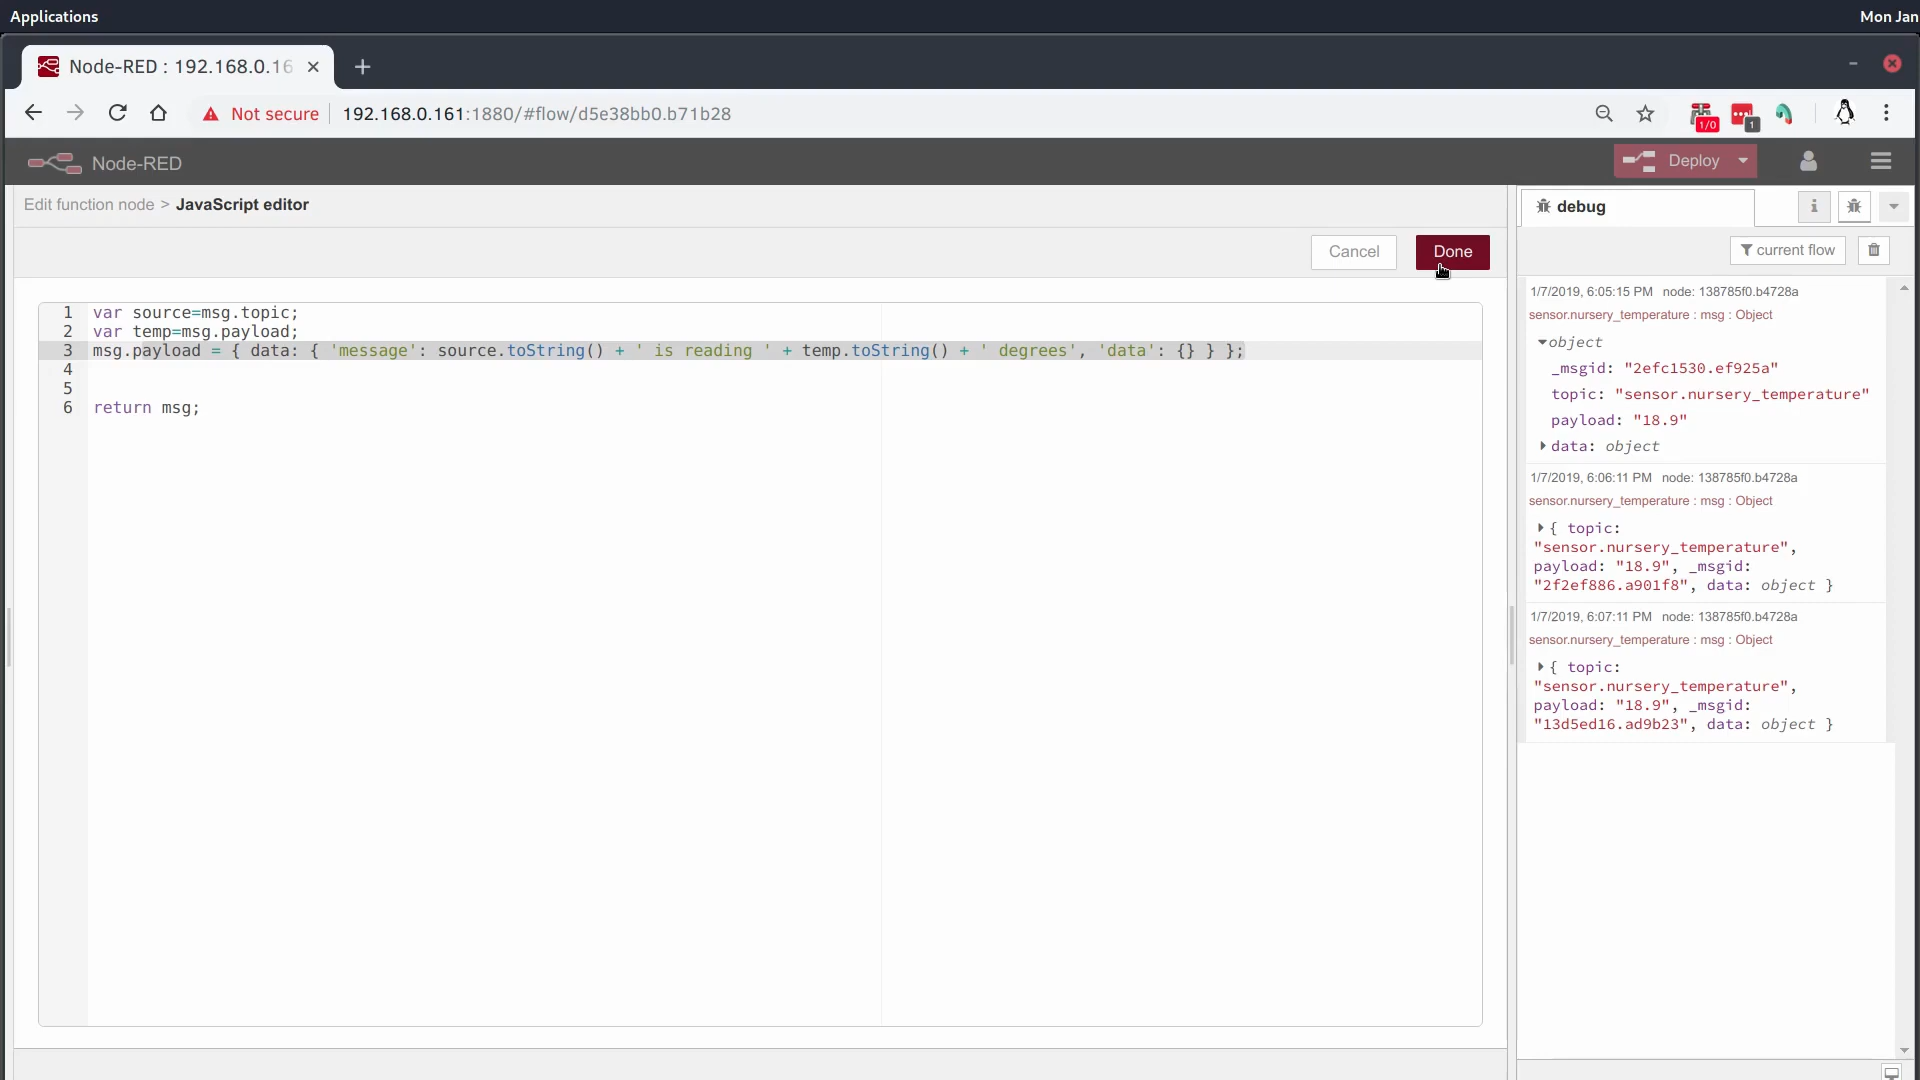 Applications
Mon Jan
Node-RED : 192.168.0.16
Not secure
192.168.0.161:1880/#flow/d5e38bb0.b71b28
1/0
1
Node-RED
Deploy
Edit function node > JavaScript editor
Cancel
Done
1 var source=msg.topic;
2 var temp=msg.payload;
3 msg.payload = { data: { 'message': source.toString() + ' is reading ' + temp.toString() + ' degrees', 'data': {} } };
4
5
6 return msg;
debug
i
current flow
1/7/2019, 6:05:15 PM node: 138785f0.b4728a
sensor.nursery_temperature : msg : Object
object
_msgid: "2efc1530.ef925a"
topic: "sensor.nursery_temperature"
payload: "18.9"
data: object
1/7/2019, 6:06:11 PM node: 138785f0.b4728a
sensor.nursery_temperature : msg : Object
{ topic:
"sensor.nursery_temperature",
payload: "18.9", _msgid:
"2f2ef886.a901f8", data: object }
1/7/2019, 6:07:11 PM node: 138785f0.b4728a
sensor.nursery_temperature : msg : Object
{ topic:
"sensor.nursery_temperature",
payload: "18.9", _msgid:
"13d5ed16.ad9b23", data: object }